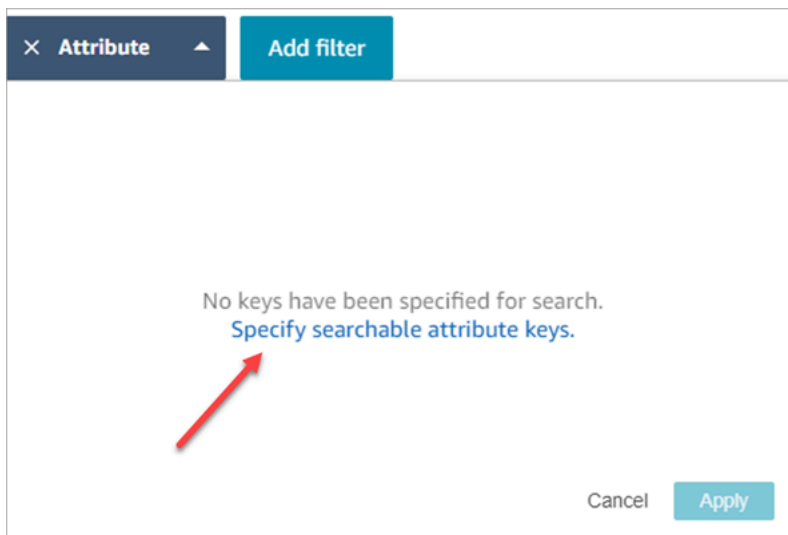 × Attribute
Add filter
No keys have been specified for search.
Specify searchable attribute keys.
Cancel
Apply